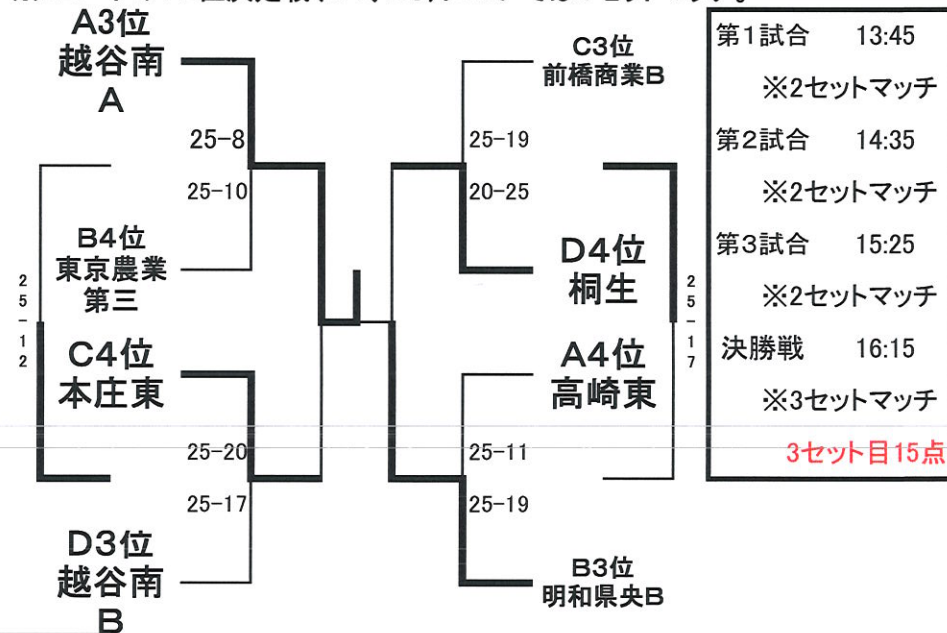 A3位
越谷南
A
25-8
25-10
B4位
東京農業
第三
25-12
C4位
本庄東
25-20
25-17
D3位
越谷南
B
C3位
前橋商業B
25-19
20-25
D4位
桐生
25-17
A4位
高崎東
25-11
25-19
B3位
明和県央B
第1試合 13:45
※2セットマッチ
第2試合 14:35
※2セットマッチ
第3試合 15:25
※2セットマッチ
決勝戦 16:15
※3セットマッチ
3セット目15点